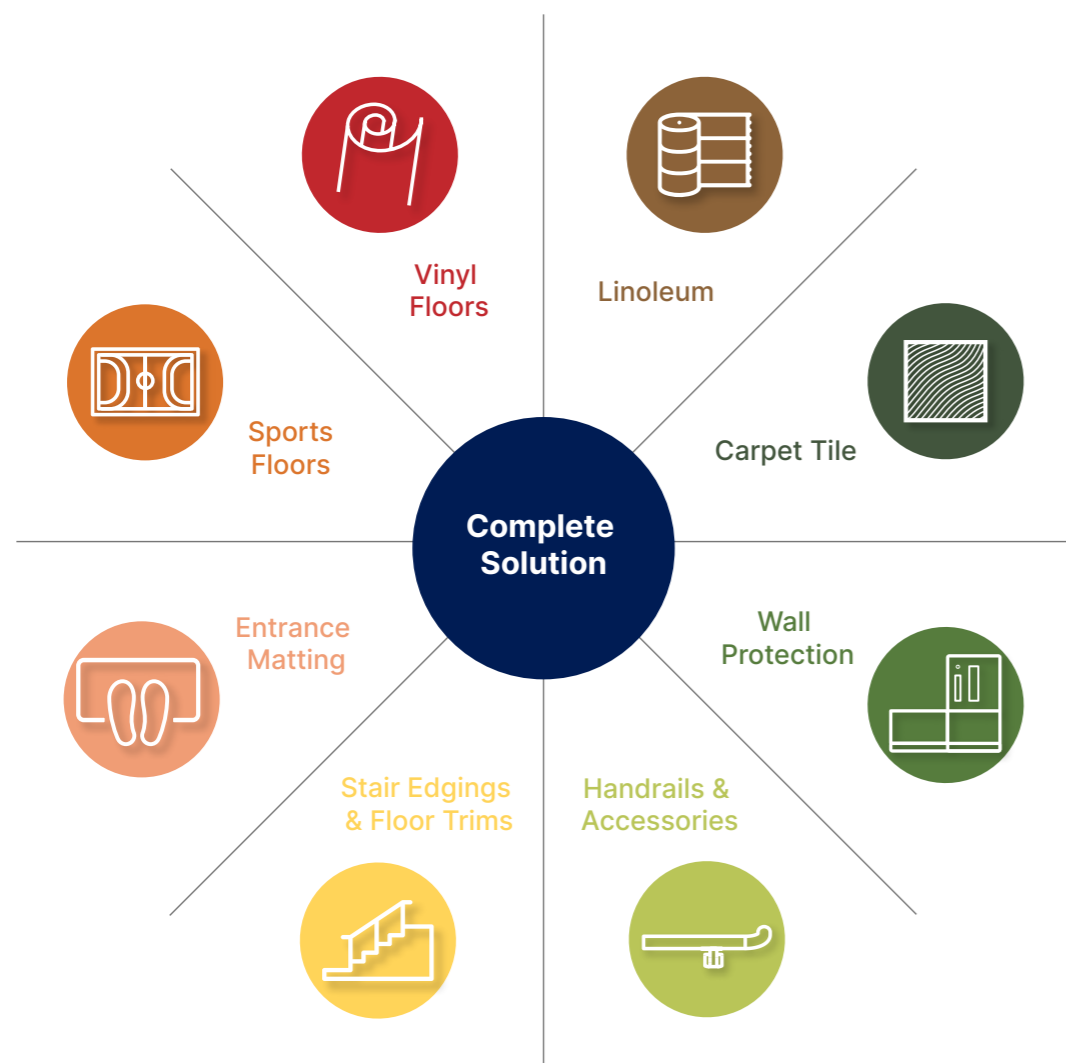 Vinyl
Floors
Linoleum
Sports
Floors
Carpet Tile
Complete
Solution
Entrance
Matting
Wall
Protection
Stair Edgings
& Floor Trims
Handrails &
Accessories